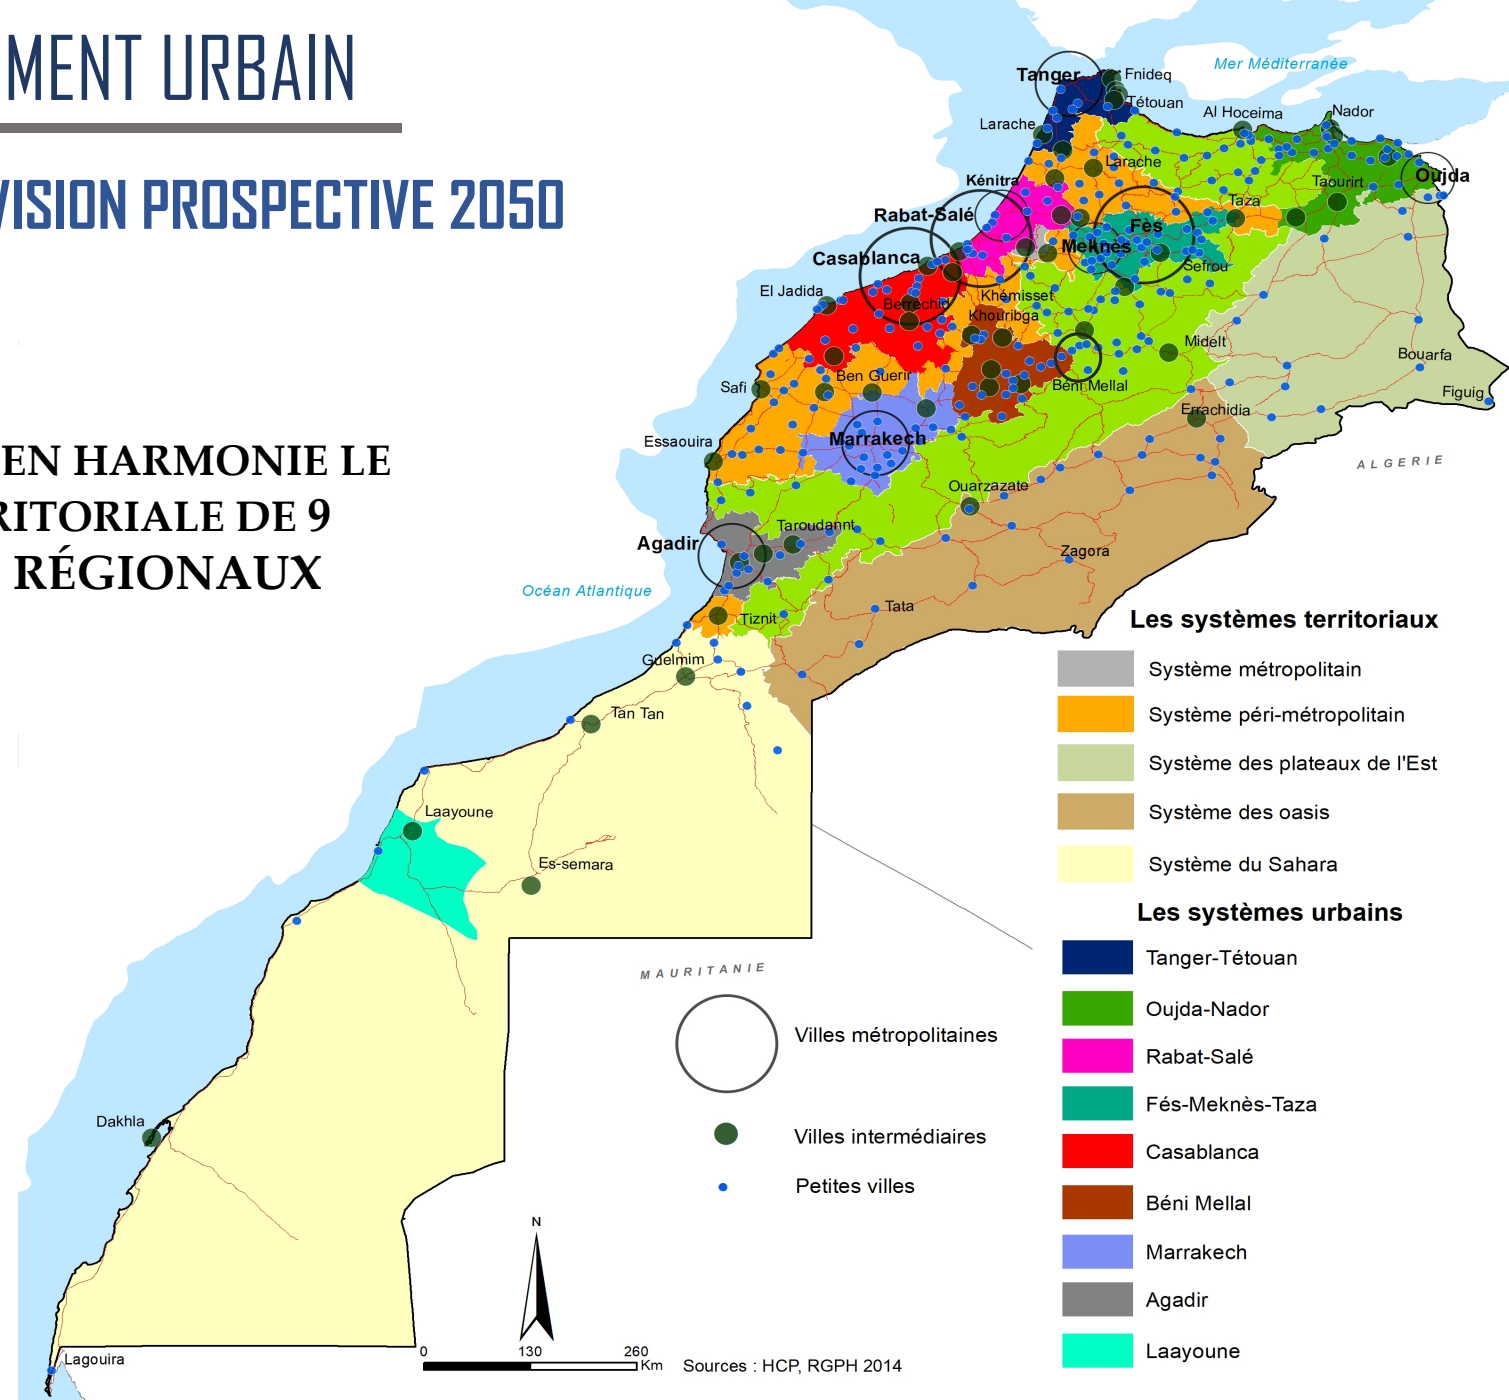 MENT URBAIN
VISION PROSPECTIVE 2050
EN HARMONIE LE
RITORIALE DE 9
RÉGIONAUX
Mer Méditerranée
Tanger
Fnideq
Tétouan
Al Hoceima
Nador
Larache
Larache
Oujda
Kénitra
Taourirt
Taza
Rabat-Salé
Fès
Meknès
Casablanca
Sefrou
El Jadida
Khémisset
Berrechid
Khouribga
Midelt
Bouarfa
Safi
Ben Guerir
Béni Mellal
Figuig
Errachidia
Essaouira
Marrakech
ALGERIE
Ouarzazate
Taroudannt
Agadir
Zagora
Océan Atlantique
Tata
Tiznit
Guelmim
Tan Tan
Laayoune
Es-semara
MAURITANIE
Dakhla
Lagouira
Les systèmes territoriaux
Système métropolitain
Système péri-métropolitain
Système des plateaux de l'Est
Système des oasis
Système du Sahara
Les systèmes urbains
Tanger-Tétouan
Oujda-Nador
Rabat-Salé
Fés-Meknès-Taza
Casablanca
Béni Mellal
Marrakech
Agadir
Laayoune
Villes métropolitaines
Villes intermédiaires
Petites villes
N
0 130 260
Km
Sources : HCP, RGPH 2014